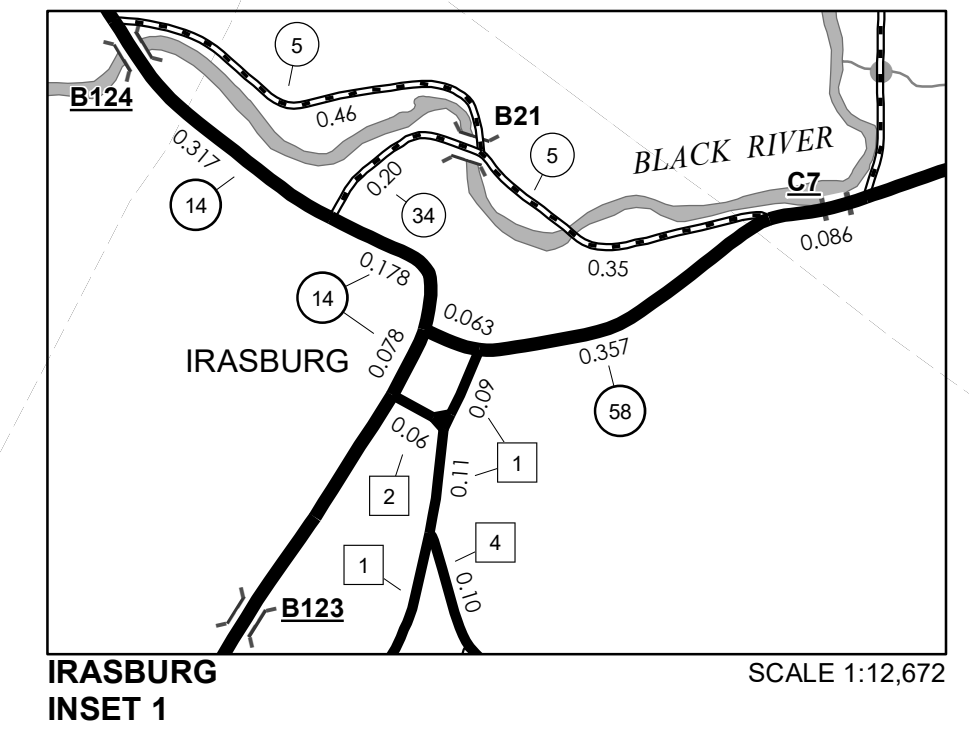 5
B124
0.46
B21
0.317
5
BLACK RIVER
C7
0.20
14
34
0.086
0.178
0.35
14
0.063
0.078
IRASBURG
0.357
0.09
58
0.06
1
0.11
2
4
1
0.10
B123
IRASBURG
INSET 1
SCALE 1:12,672